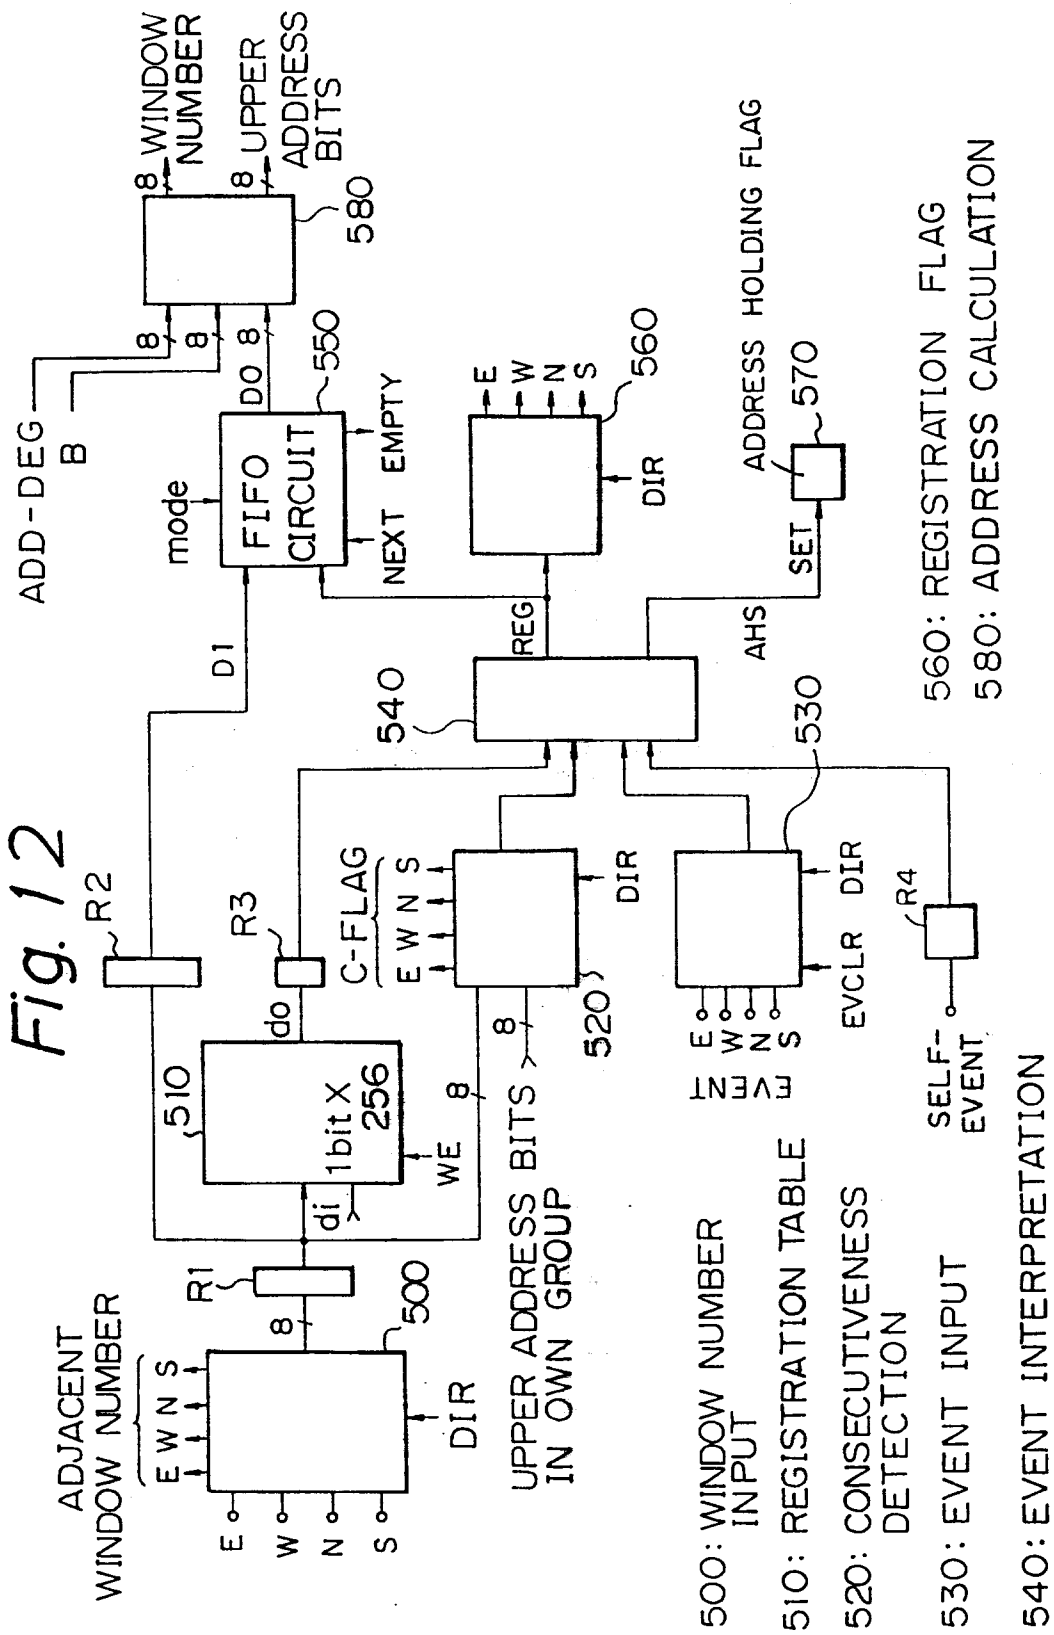 Fig. 12
ADJACENT
WINDOW NUMBER
E W N S
E
W
N
S
DIR
500
8
R1
di
1bit X
256
WE
510
do
R2
R3
D1
UPPER ADDRESS BITS
IN OWN GROUP
8
8
C-FLAG
E W N S
DIR
520
EVENT INPUT
E
W
N
S
EVCLR
DIR
530
SELF-
EVENT
R4
540
REG
AHS
SET
ADDRESS HOLDING FLAG
570
DIR
E
W
N
S
560
ADD-DEG
B
mode
FIFO
CIRCUIT
NEXT
EMPTY
550
DO
8
8
8
580
8
WINDOW
NUMBER
8
UPPER
ADDRESS
BITS
500: WINDOW NUMBER
INPUT
510: REGISTRATION TABLE
520: CONSECUTIVENESS
DETECTION
530: EVENT INPUT
540: EVENT INTERPRETATION
560: REGISTRATION FLAG
580: ADDRESS CALCULATION